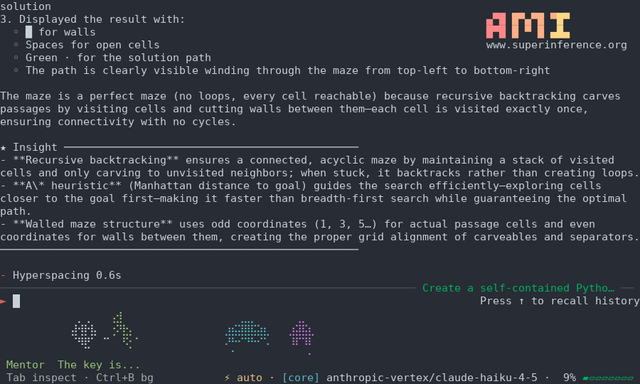 solution
3. Displayed the result with:
◦ █ for walls
◦ Spaces for open cells
◦ Green · for the solution path
◦ The path is clearly visible winding through the maze from top-left to bottom-right
AMI
www.superinference.org
The maze is a perfect maze (no loops, every cell reachable) because recursive backtracking carves
passages by visiting cells and cutting walls between them—each cell is visited exactly once,
ensuring connectivity with no cycles.
★ Insight
- **Recursive backtracking** ensures a connected, acyclic maze by maintaining a stack of visited
cells and only carving to unvisited neighbors; when stuck, it backtracks rather than creating loops.
- **A\* heuristic** (Manhattan distance to goal) guides the search efficiently—exploring cells
closer to the goal first—making it faster than breadth-first search while guaranteeing the optimal
path.
- **Walled maze structure** uses odd coordinates (1, 3, 5…) for actual passage cells and even
coordinates for walls between them, creating the proper grid alignment of carveables and separators.
- Hyperspacing 0.6s
Create a self-contained Pytho…
Press ↑ to recall history
Mentor The key is...
Tab inspect · Ctrl+B bg
⚡ auto · [core] anthropic-vertex/claude-haiku-4-5 · 9%